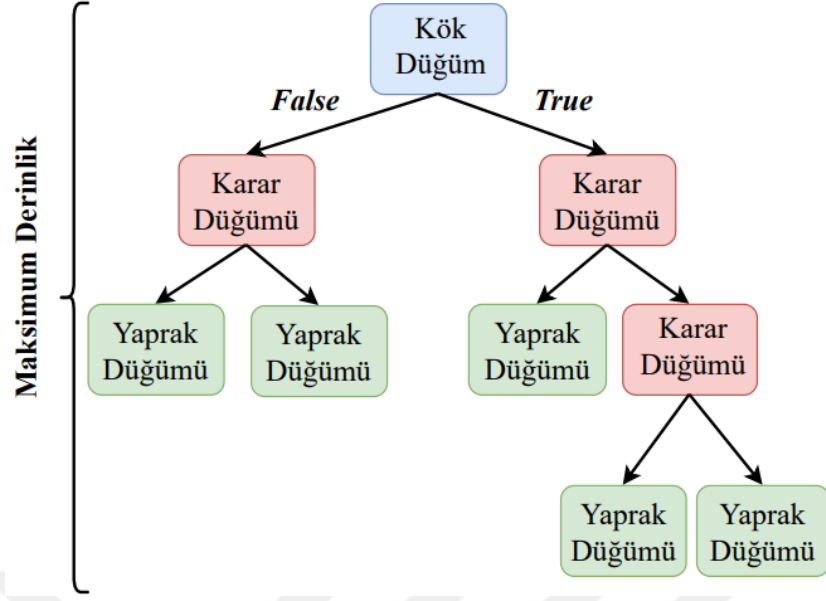 Kök
Düğüm
False
True
Maksimum Derinlik
Karar
Düğümü
Karar
Düğümü
Yaprak
Düğümü
Yaprak
Düğümü
Yaprak
Düğümü
Karar
Düğümü
Yaprak
Düğümü
Yaprak
Düğümü